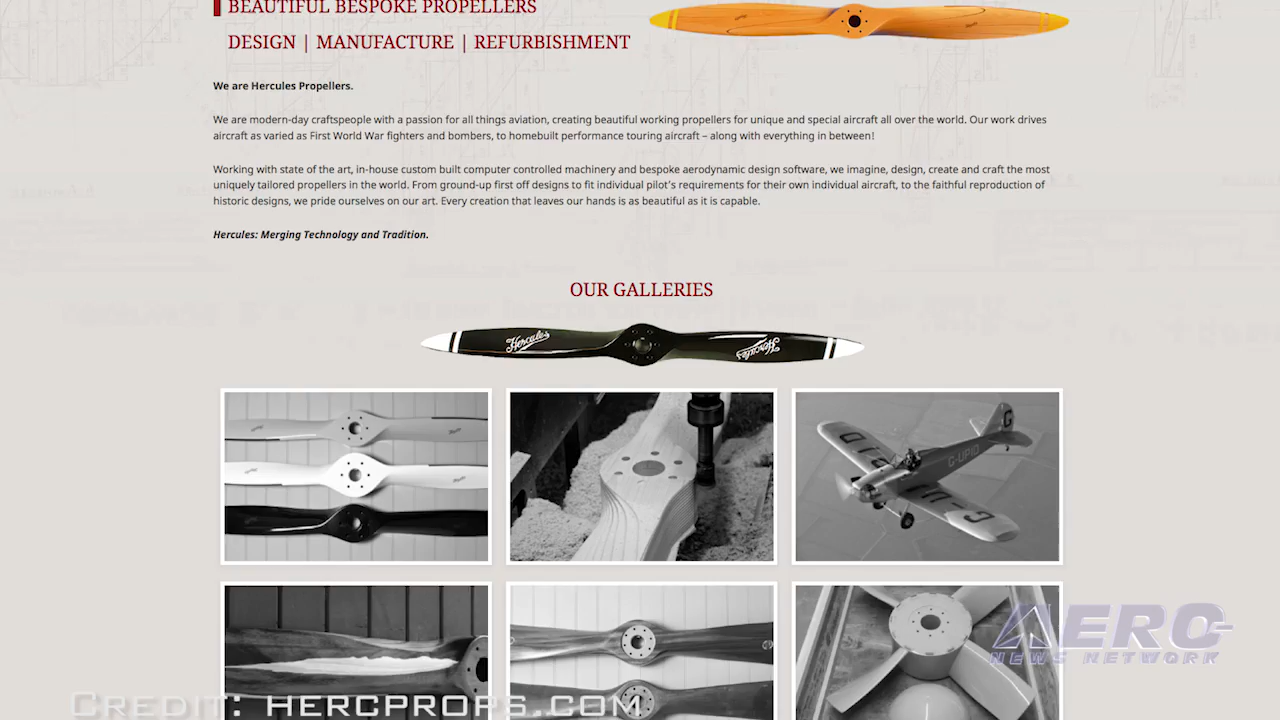 BEAUTIFUL BESPOKE PROPELLERS
DESIGN | MANUFACTURE | REFURBISHMENT
We are Hercules Propellers.
We are modern-day craftspeople with a passion for all things aviation, creating beautiful working propellers for unique and special aircraft all over the world. Our work drives
aircraft as varied as First World War fighters and bombers, to homebuilt performance touring aircraft – along with everything in between!
Working with state of the art, in-house custom built computer controlled machinery and bespoke aerodynamic design software, we imagine, design, create and craft the most
uniquely tailored propellers in the world. From ground-up first off designs to fit individual pilot's requirements for their own individual aircraft, to the faithful reproduction of
historic designs, we pride ourselves on our art. Every creation that leaves our hands is as beautiful as it is capable.
Hercules: Merging Technology and Tradition.
OUR GALLERIES
Hercules
Hercules
G
G-UPID
AERO
NEWS NETWORK
CREDIT: HERCPROPS.COM